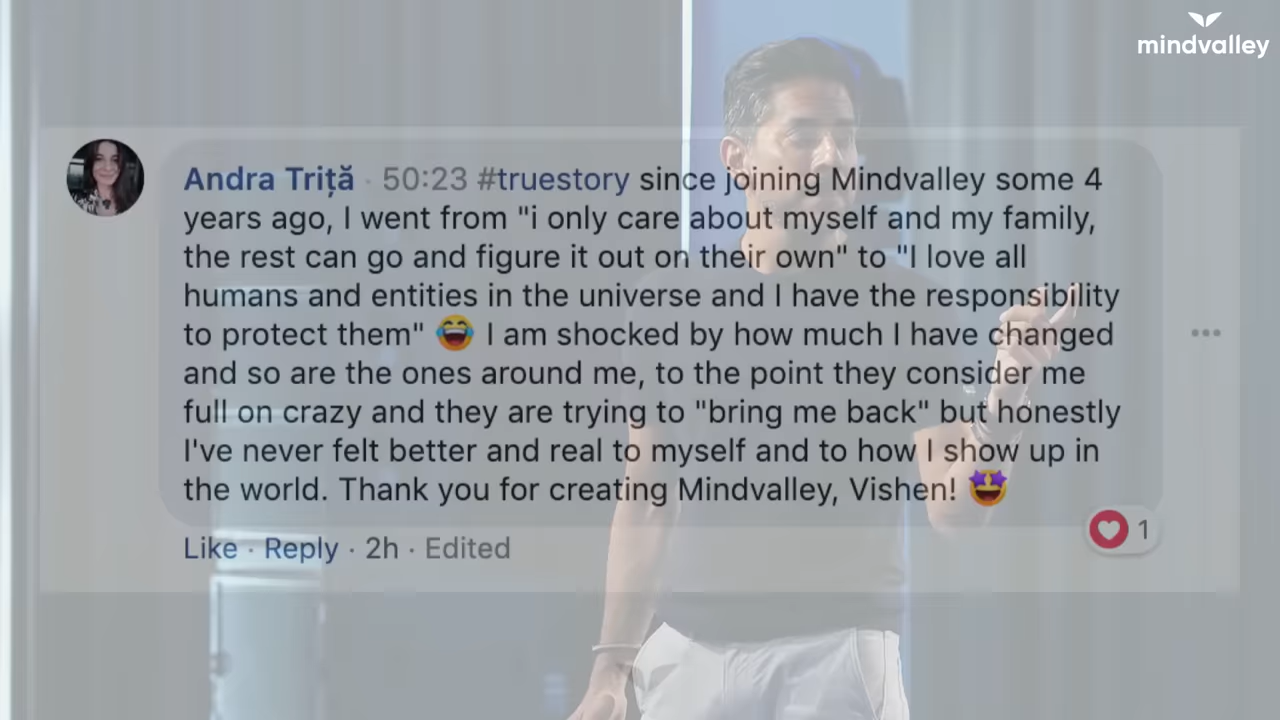 mindvalley
Andra Triță · 50:23 #truestory since joining Mindvalley some 4
years ago, I went from "i only care about myself and my family,
the rest can go and figure it out on their own" to "I love all
humans and entities in the universe and I have the responsibility
to protect them" 😂 I am shocked by how much I have changed
and so are the ones around me, to the point they consider me
full on crazy and they are trying to "bring me back" but honestly
I've never felt better and real to myself and to how I show up in
the world. Thank you for creating Mindvalley, Vishen! 🤩
1
Like · Reply · 2h · Edited